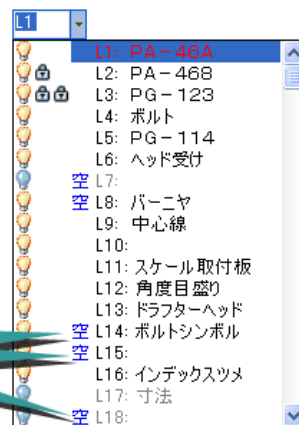 L1
L1: PA-46A
L2: PA-468
L3: PG-123
L4: ボルト
L5: PG-114
L6: ヘッド受け
空 L7:
空 L8: バーニヤ
L9: 中心線
L10:
L11: スケール取付板
L12: 角度目盛り
L13: ドラフターヘッド
空 L14: ボルトシンボル
空 L15:
L16: インデックスツメ
L17: 寸法
空 L18: